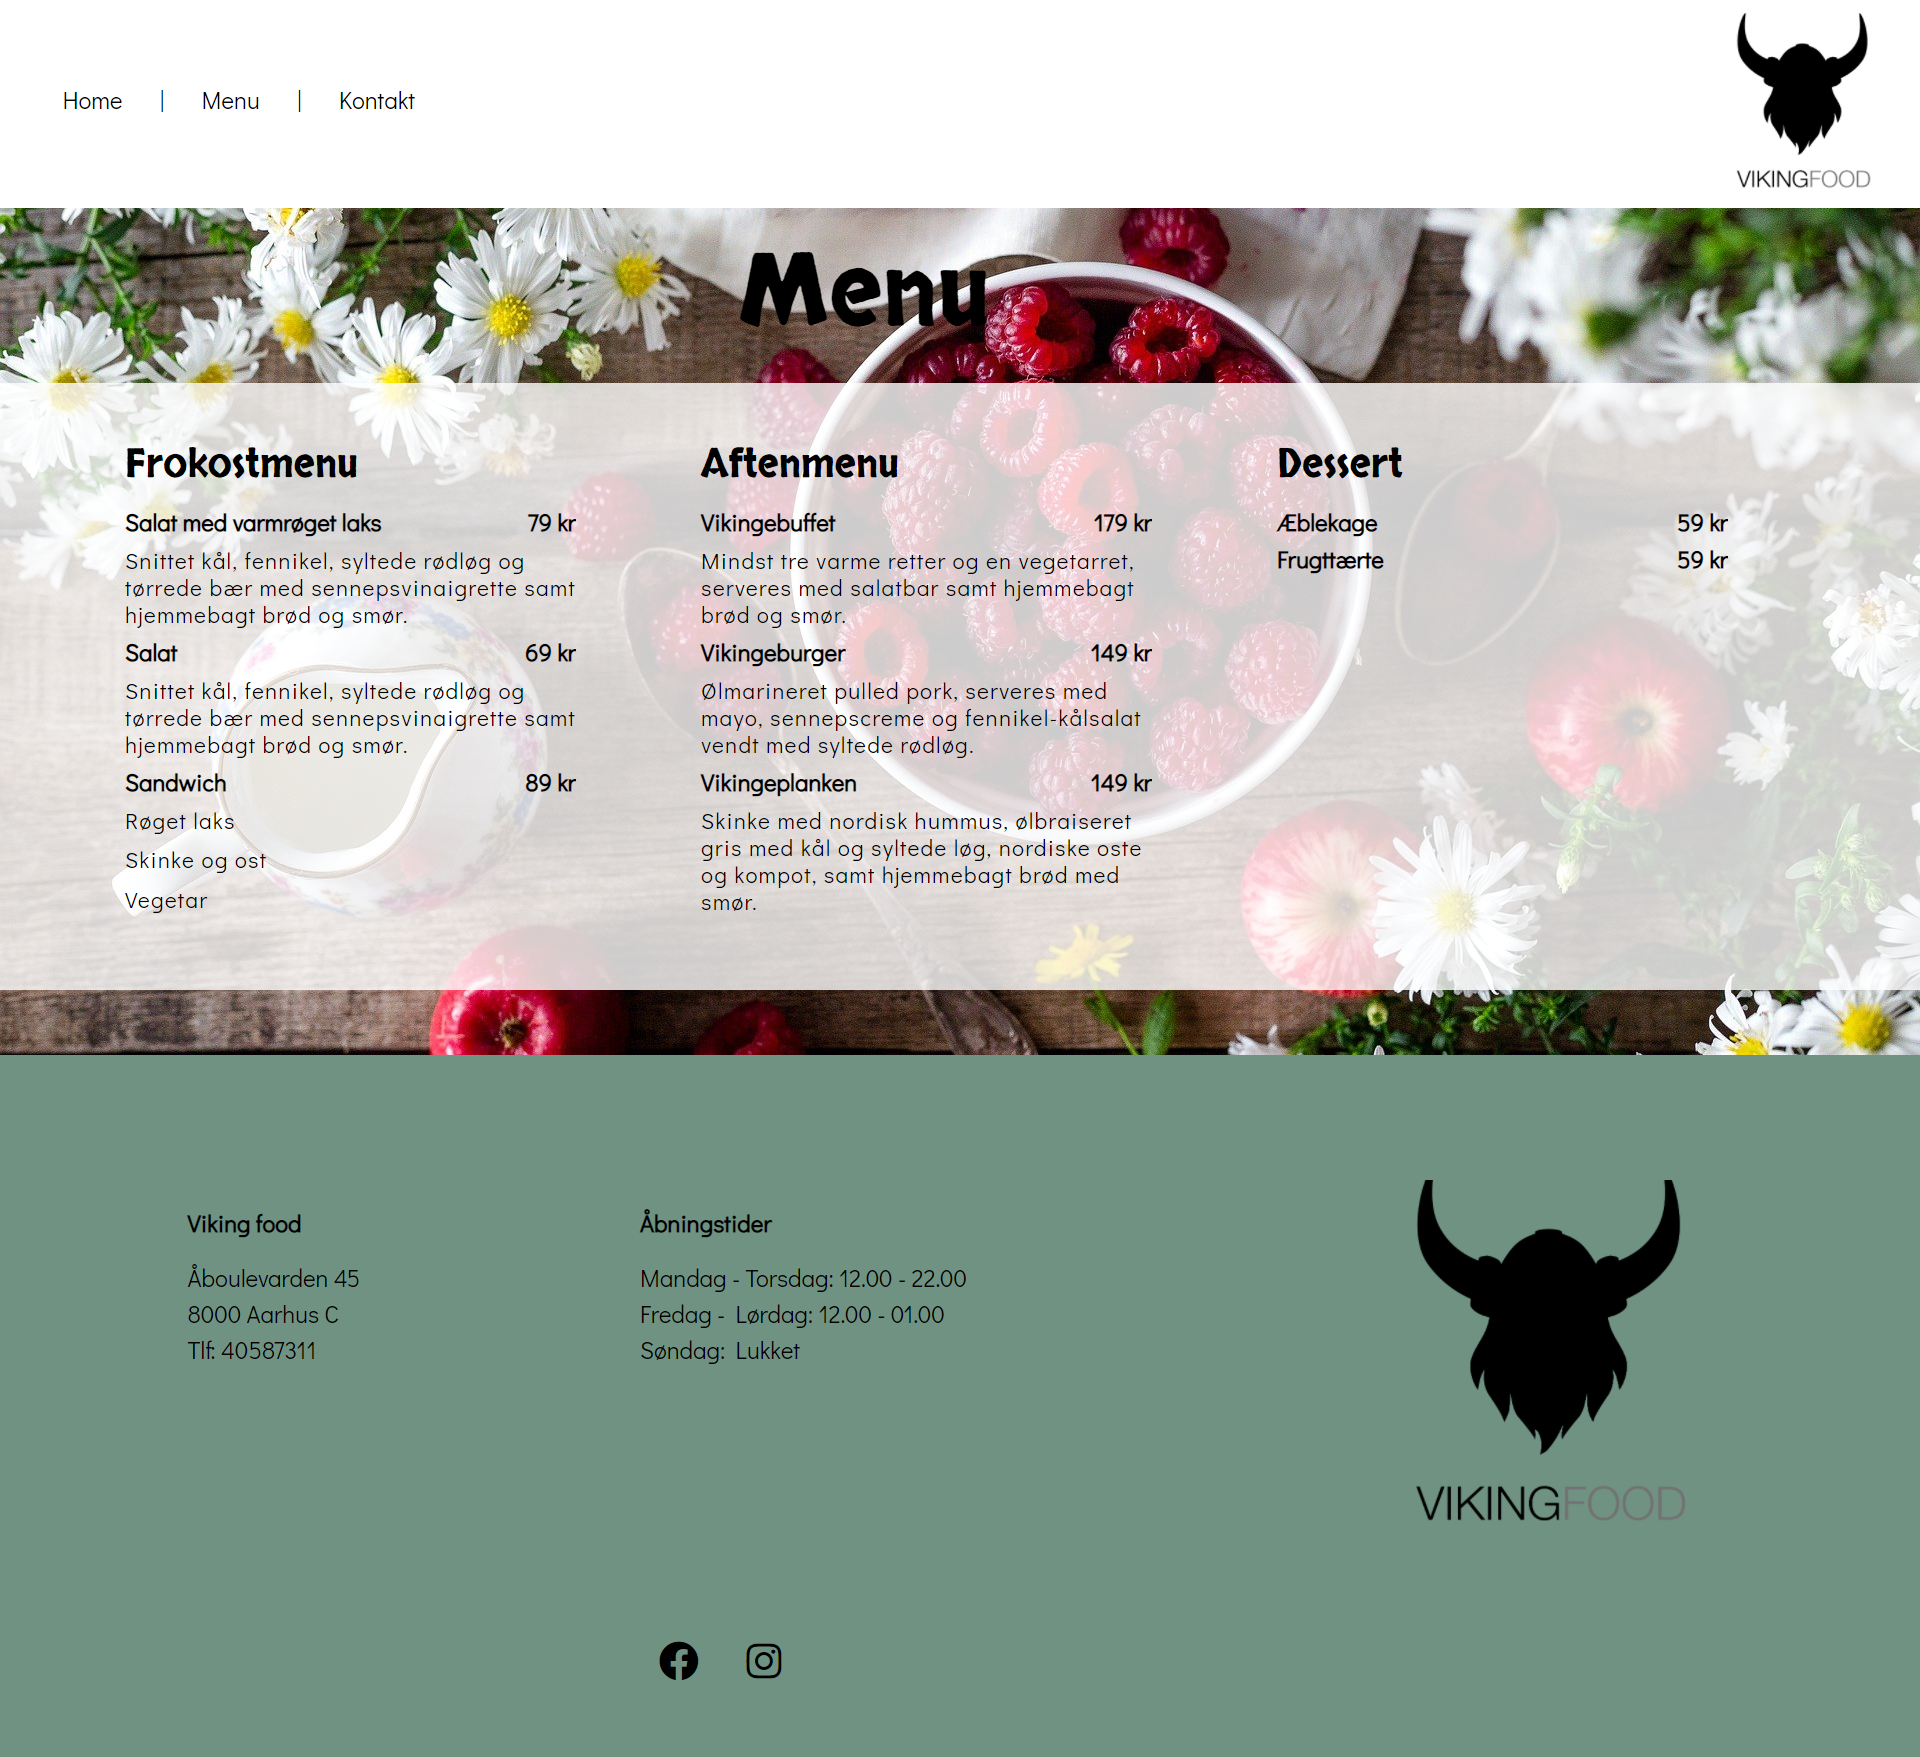 Home | Menu | Kontakt
VIKINGFOOD
Menu
Frokostmenu
Salat med varmrøget laks 79 kr
Snittet kål, fennikel, syltede rødløg og
tørrede bær med sennepsvinaigrette samt
hjemmebagt brød og smør.
Salat 69 kr
Snittet kål, fennikel, syltede rødløg og
tørrede bær med sennepsvinaigrette samt
hjemmebagt brød og smør.
Sandwich 89 kr
Røget laks
Skinke og ost
Vegetar
Aftenmenu
Vikingebuffet 179 kr
Mindst tre varme retter og en vegetarret,
serveres med salatbar samt hjemmebagt
brød og smør.
Vikingeburger 149 kr
Ølmarineret pulled pork, serveres med
mayo, sennepscreme og fennikel-kålsalat
vendt med syltede rødløg.
Vikingeplanken 149 kr
Skinke med nordisk hummus, ølbraiseret
gris med kål og syltede løg, nordiske oste
og kompot, samt hjemmebagt brød med
smør.
Dessert
Æblekage 59 kr
Frugttærte 59 kr
Viking food
Åboulevarden 45
8000 Aarhus C
Tlf: 40587311
Åbningstider
Mandag - Torsdag: 12.00 - 22.00
Fredag - Lørdag: 12.00 - 01.00
Søndag: Lukket
VIKINGFOOD